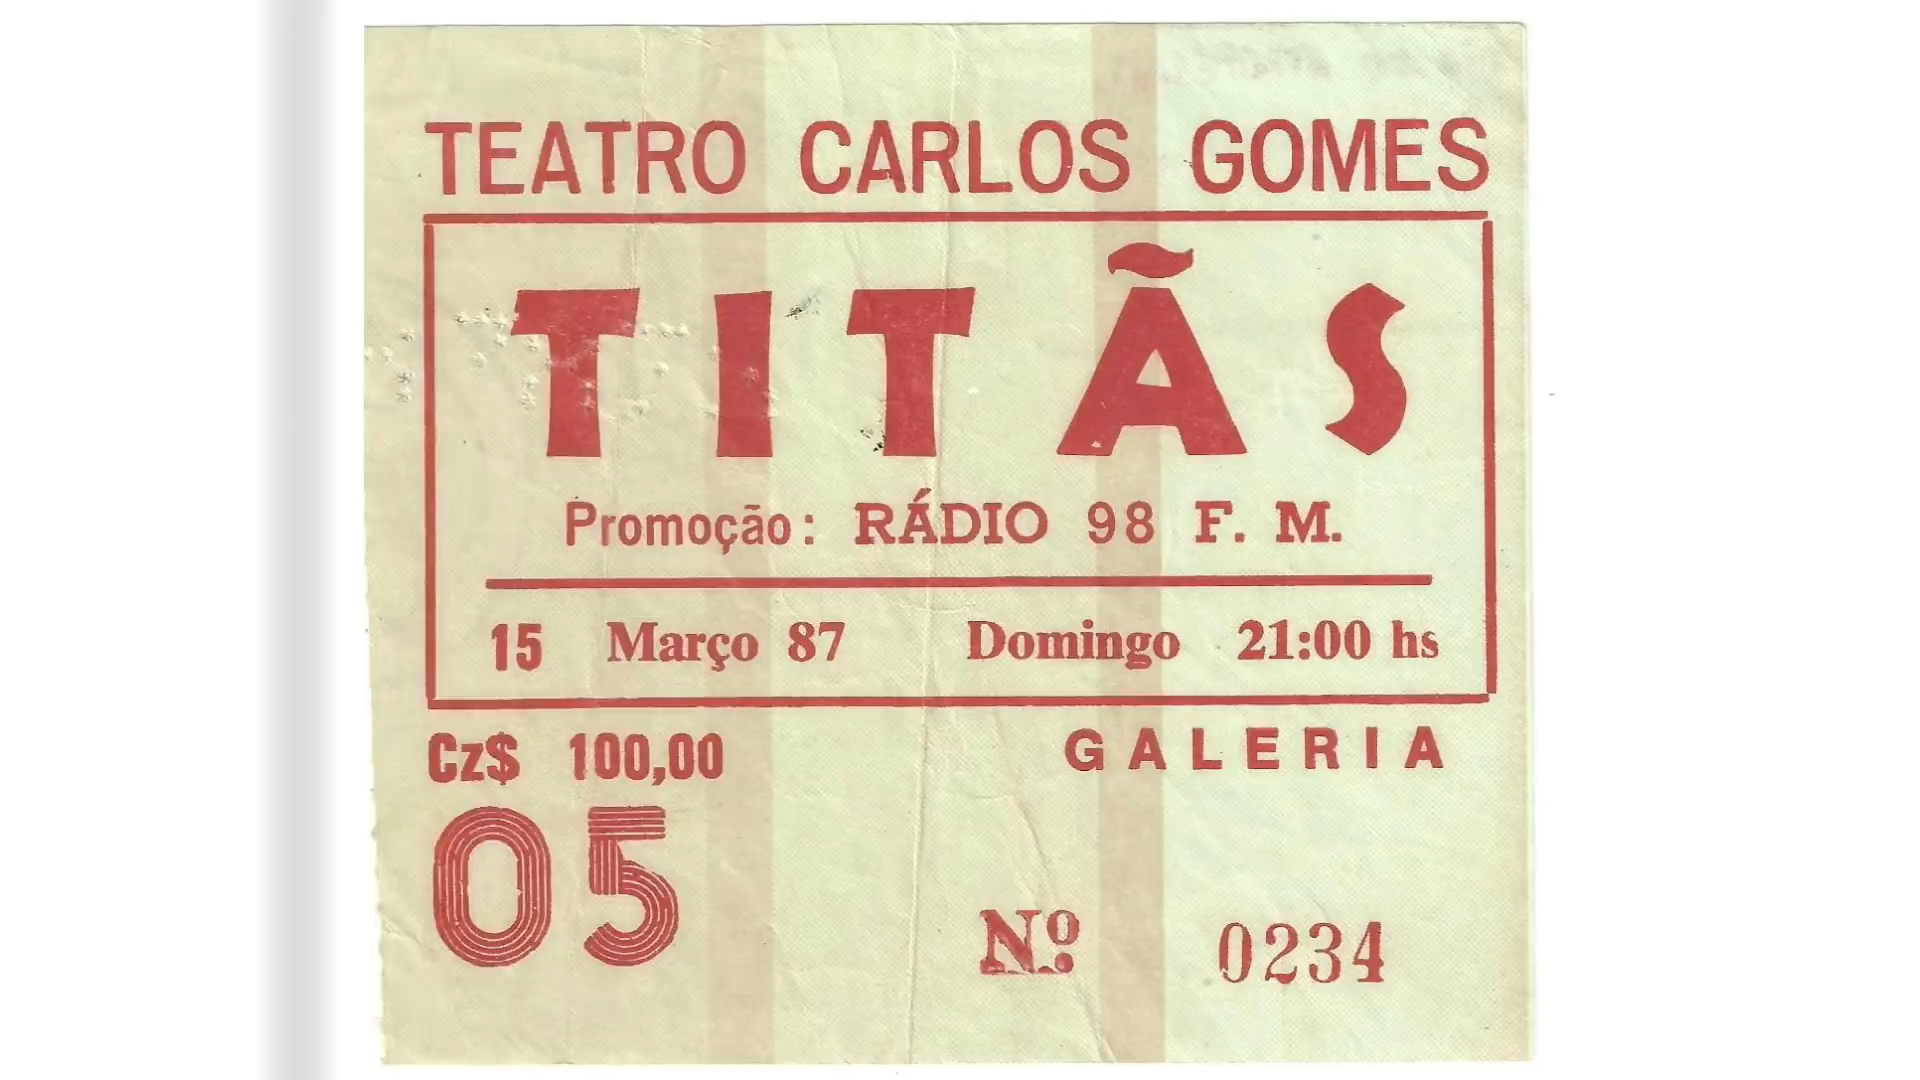 TEATRO CARLOS GOMES
TITÃS
Promoção: RÁDIO 98 F. M.
15 Março 87 Domingo 21:00 hs
Cz$ 100,00 GALERIA
05
Nº 0234